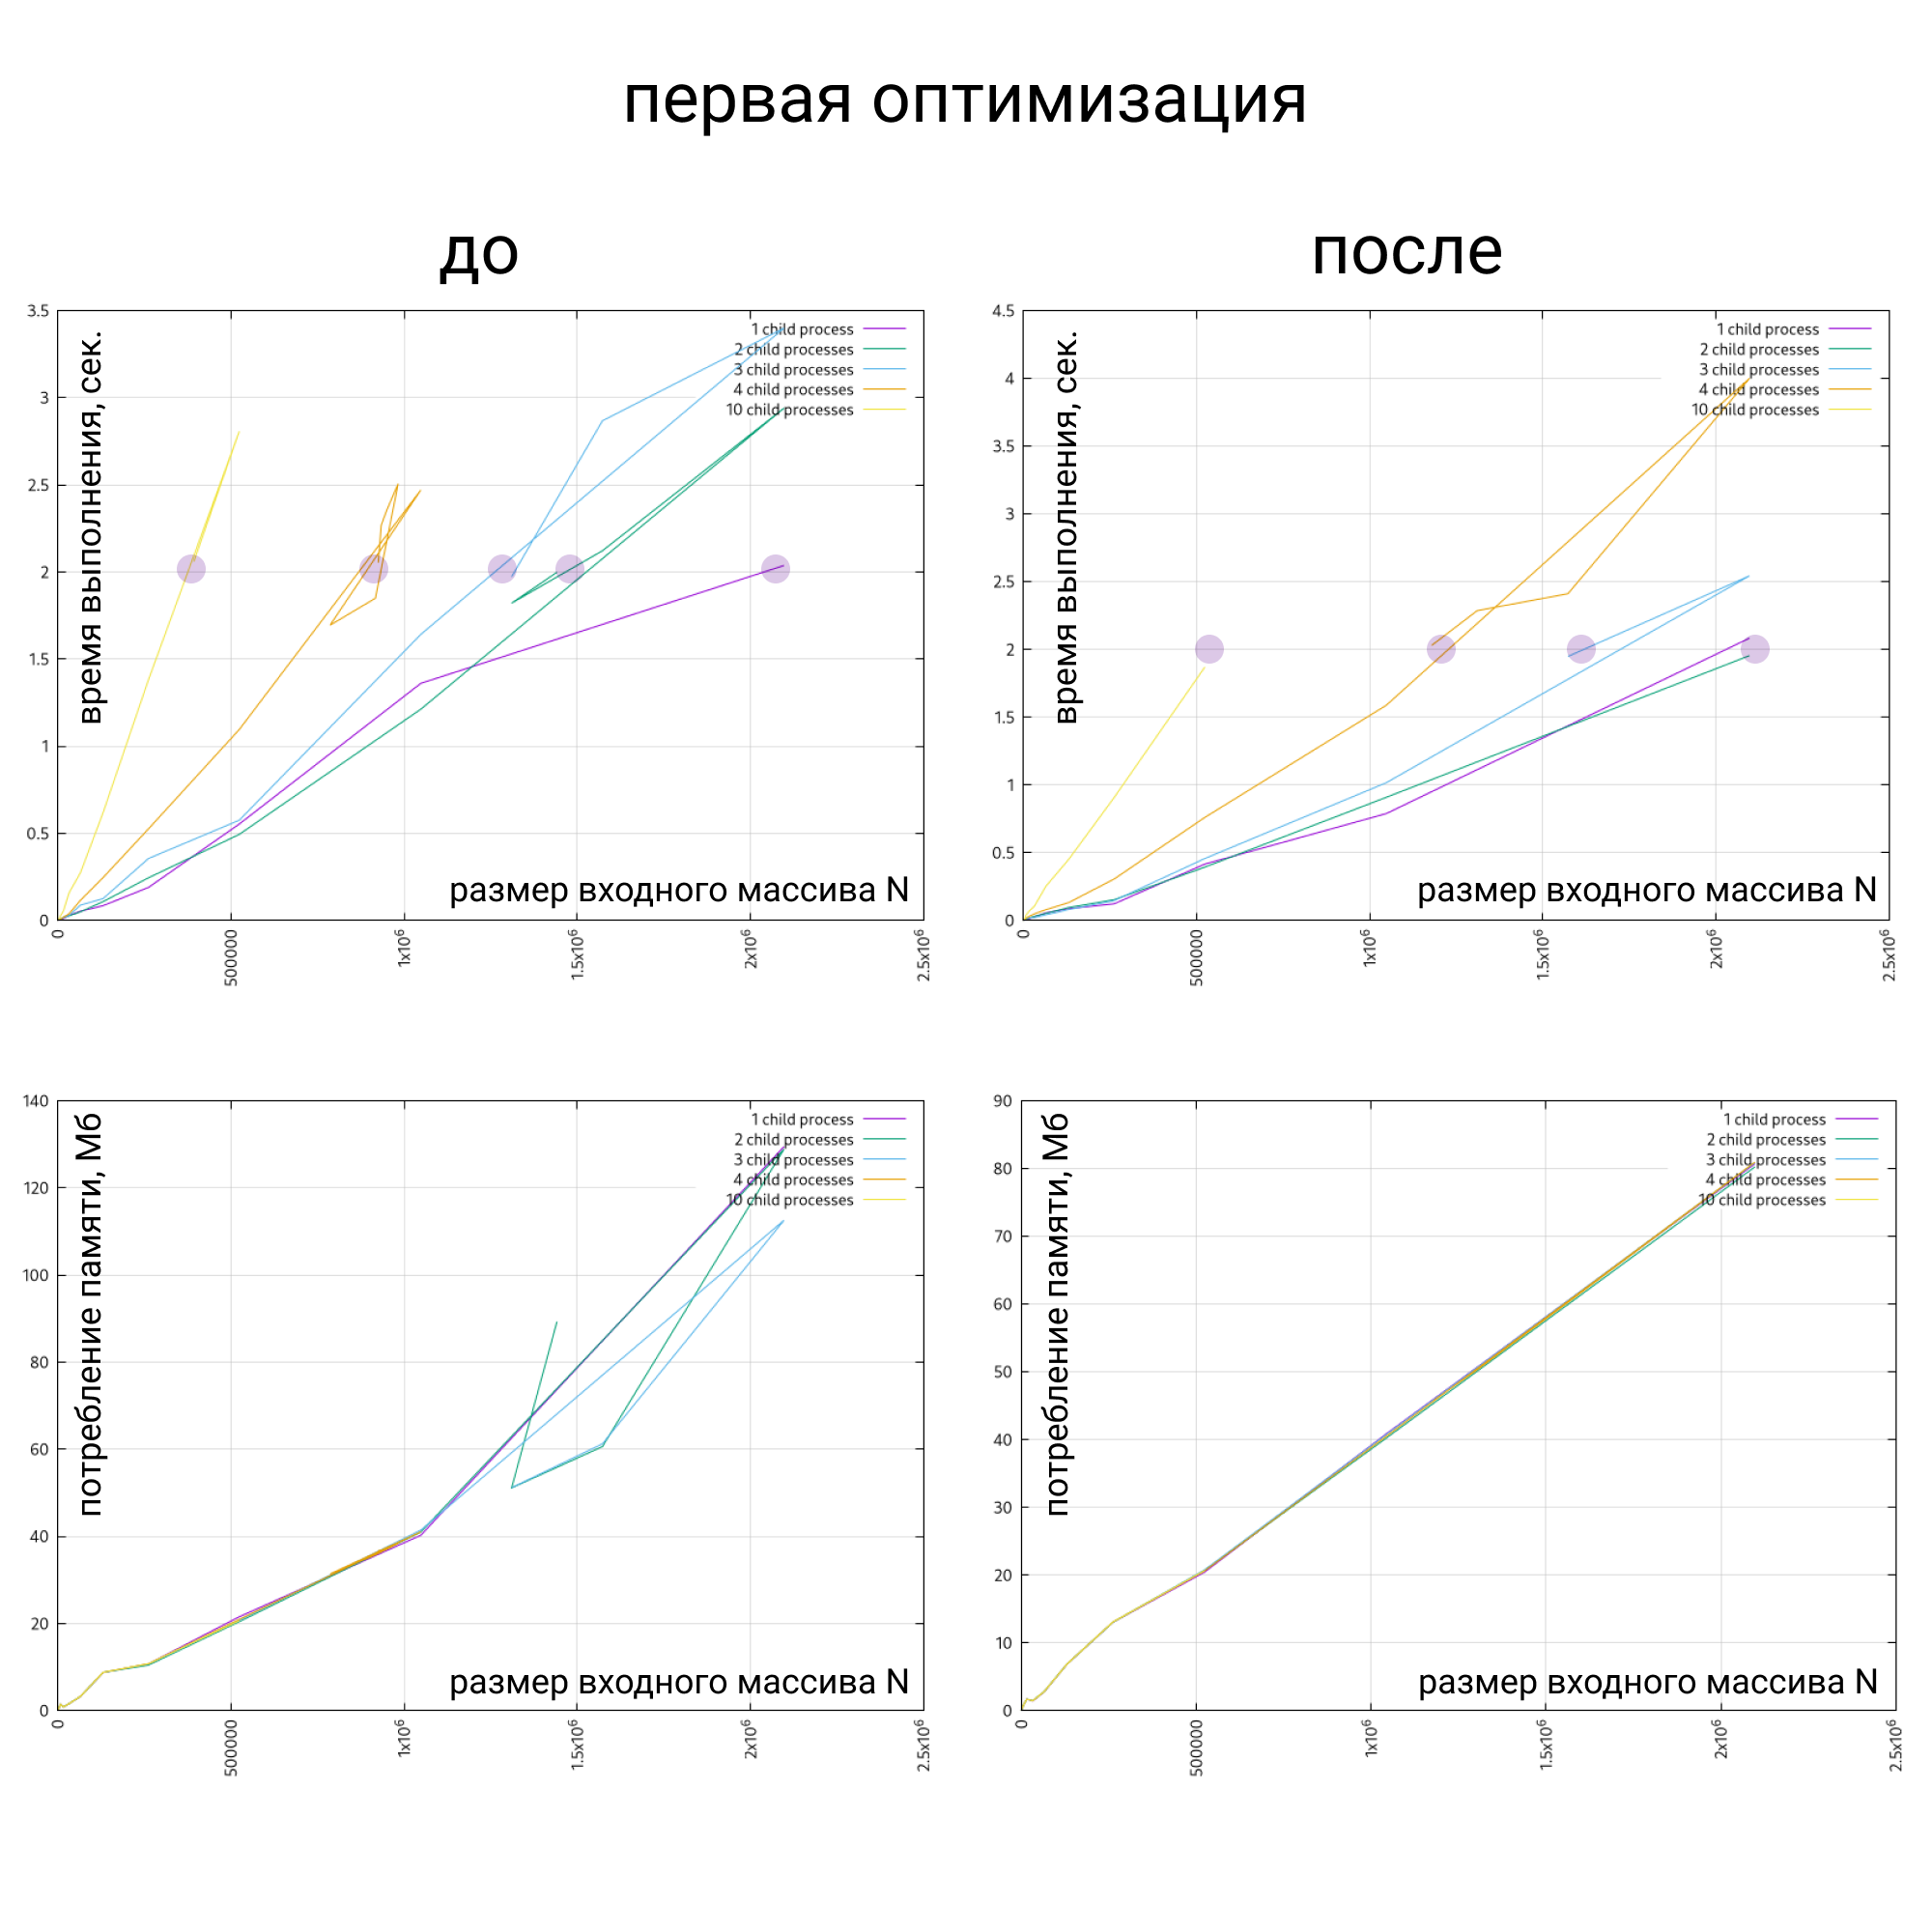 первая оптимизация
до
после
3.5
3
2.5
2
1.5
1
0.5
0
время выполнения, сек.
1 child process
2 child processes
3 child processes
4 child processes
10 child processes
размер входного массива N
0
500000
1x10⁶
1.5x10⁶
2x10⁶
2.5x10⁶
4.5
4
3.5
3
2.5
2
1.5
1
0.5
0
время выполнения, сек.
1 child process
2 child processes
3 child processes
4 child processes
10 child processes
размер входного массива N
0
500000
1x10⁶
1.5x10⁶
2x10⁶
2.5x10⁶
140
120
100
80
60
40
20
0
потребление памяти, Мб
1 child process
2 child processes
3 child processes
4 child processes
10 child processes
размер входного массива N
0
500000
1x10⁶
1.5x10⁶
2x10⁶
2.5x10⁶
90
80
70
60
50
40
30
20
10
0
потребление памяти, Мб
1 child process
2 child processes
3 child processes
4 child processes
10 child processes
размер входного массива N
0
500000
1x10⁶
1.5x10⁶
2x10⁶
2.5x10⁶